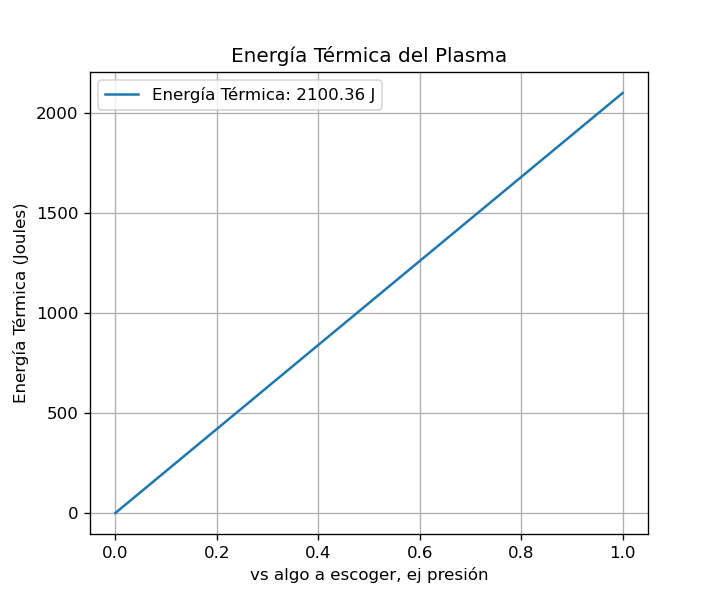 Energía Térmica del Plasma
Energía Térmica: 2100.36 J
Energía Térmica (Joules)
2000
1500
1000
500
0
0.0 0.2 0.4 0.6 0.8 1.0
vs algo a escoger, ej presión